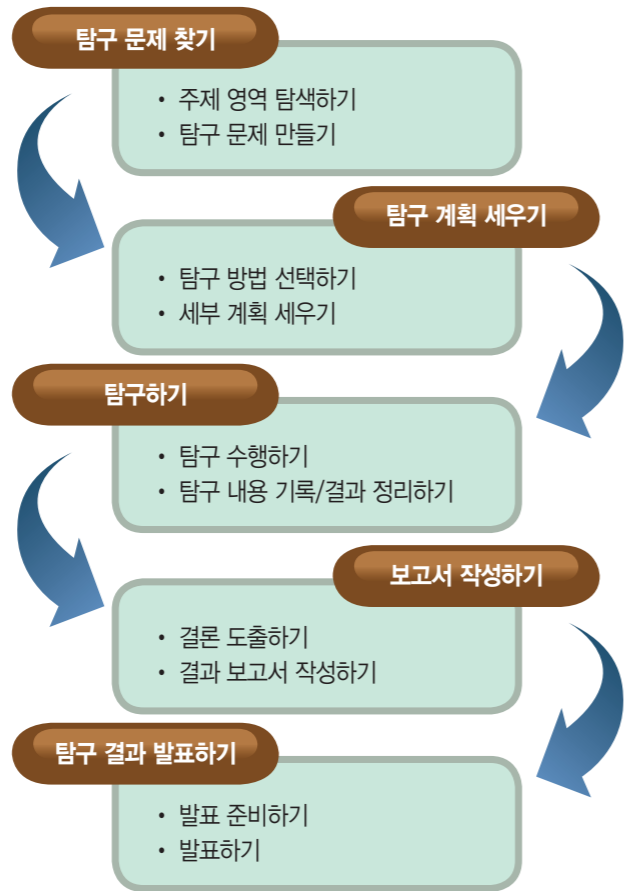 탐구 문제 찾기
• 주제 영역 탐색하기
• 탐구 문제 만들기
탐구 계획 세우기
• 탐구 방법 선택하기
• 세부 계획 세우기
탐구하기
• 탐구 수행하기
• 탐구 내용 기록/결과 정리하기
보고서 작성하기
• 결론 도출하기
• 결과 보고서 작성하기
탐구 결과 발표하기
• 발표 준비하기
• 발표하기